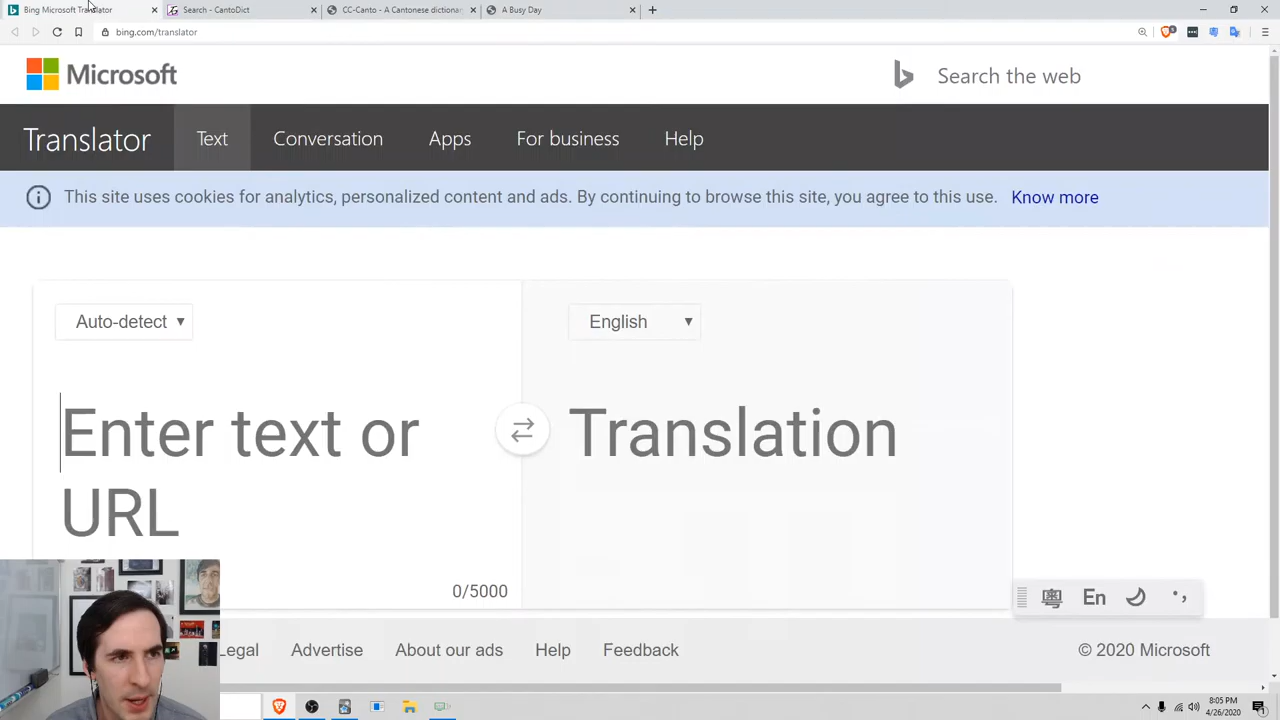 Bing Microsoft Translator
Search - CantoDict
CC-Canto - A Cantonese dictionar
A Busy Day
bing.com/translator
Microsoft
Search the web
Translator
Text
Conversation
Apps
For business
Help
This site uses cookies for analytics, personalized content and ads. By continuing to browse this site, you agree to this use. Know more
Auto-detect
English
Enter text or
URL
Translation
0/5000
粵 En
Legal
Advertise
About our ads
Help
Feedback
© 2020 Microsoft
8:05 PM
4/26/2020